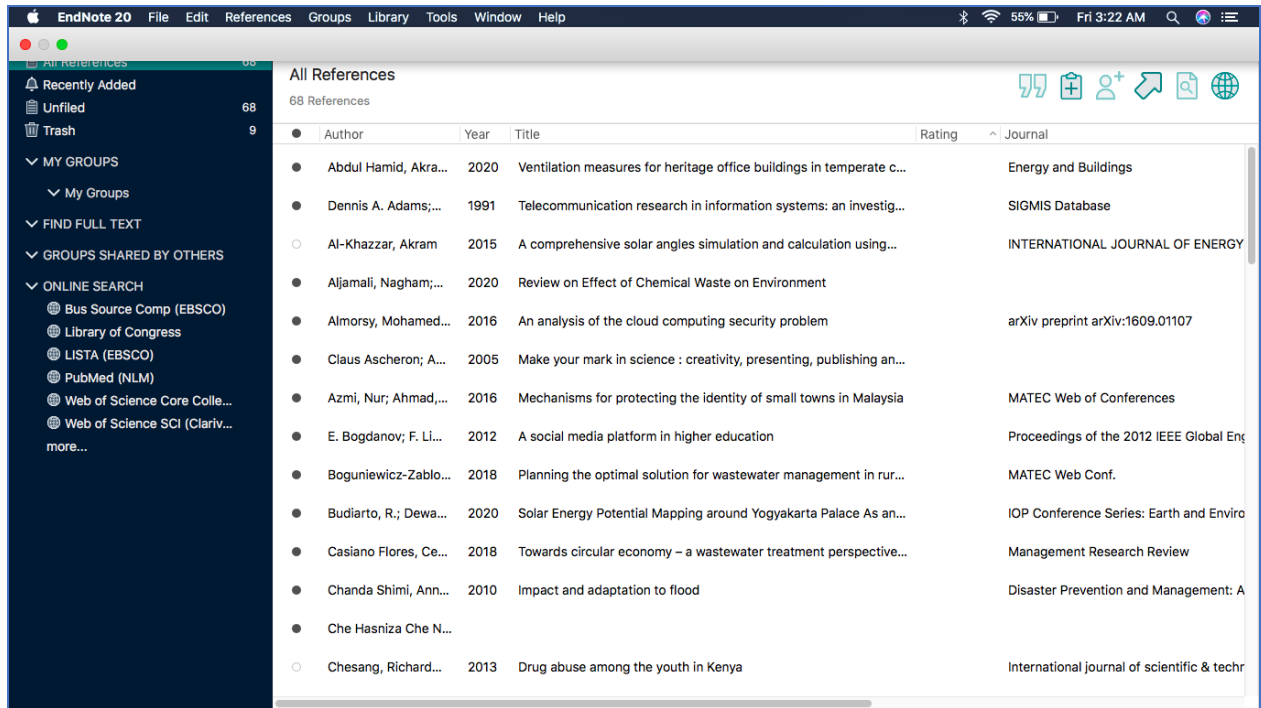 EndNote 20 File Edit References Groups Library Tools Window Help 55% Fri 3:22 AM
All References 68
Recently Added
Unfiled 68
Trash 9
MY GROUPS
My Groups
FIND FULL TEXT
GROUPS SHARED BY OTHERS
ONLINE SEARCH
Bus Source Comp (EBSCO)
Library of Congress
LISTA (EBSCO)
PubMed (NLM)
Web of Science Core Colle...
Web of Science SCI (Clariv...
more...
All References
68 References
Author Year Title Rating Journal
Abdul Hamid, Akra... 2020 Ventilation measures for heritage office buildings in temperate c... Energy and Buildings
Dennis A. Adams;... 1991 Telecommunication research in information systems: an investig... SIGMIS Database
Al-Khazzar, Akram 2015 A comprehensive solar angles simulation and calculation using... INTERNATIONAL JOURNAL OF ENERGY
Aljamali, Nagham;... 2020 Review on Effect of Chemical Waste on Environment
Almorsy, Mohamed... 2016 An analysis of the cloud computing security problem arXiv preprint arXiv:1609.01107
Claus Ascheron; A... 2005 Make your mark in science : creativity, presenting, publishing an...
Azmi, Nur; Ahmad,... 2016 Mechanisms for protecting the identity of small towns in Malaysia MATEC Web of Conferences
E. Bogdanov; F. Li... 2012 A social media platform in higher education Proceedings of the 2012 IEEE Global Eng
Boguniewicz-Zablo... 2018 Planning the optimal solution for wastewater management in rur... MATEC Web Conf.
Budiarto, R.; Dewa... 2020 Solar Energy Potential Mapping around Yogyakarta Palace As an... IOP Conference Series: Earth and Enviro
Casiano Flores, Ce... 2018 Towards circular economy – a wastewater treatment perspective... Management Research Review
Chanda Shimi, Ann... 2010 Impact and adaptation to flood Disaster Prevention and Management: A
Che Hasniza Che N...
Chesang, Richard... 2013 Drug abuse among the youth in Kenya International journal of scientific & techr